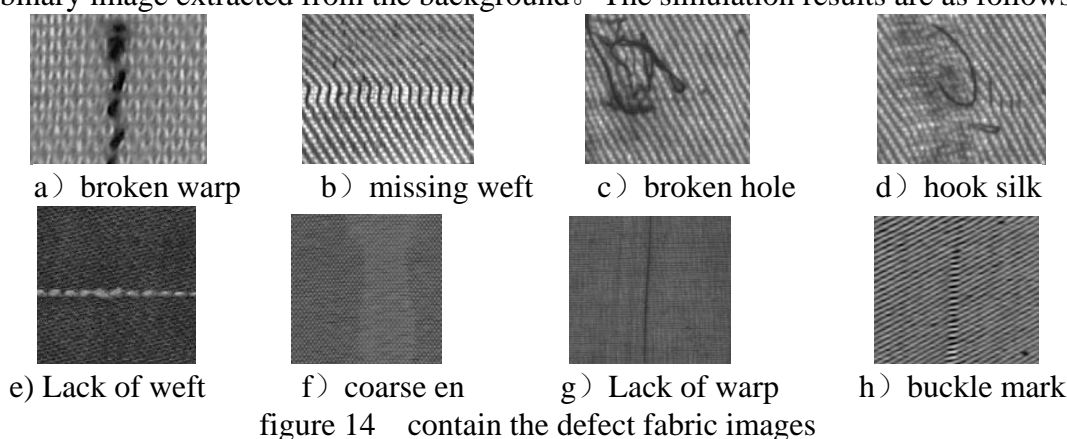 binary image extracted from the background。The simulation results are as follows
a）broken warp b）missing weft c）broken hole d）hook silk
e) Lack of weft f）coarse en g）Lack of warp h）buckle mark
figure 14 contain the defect fabric images